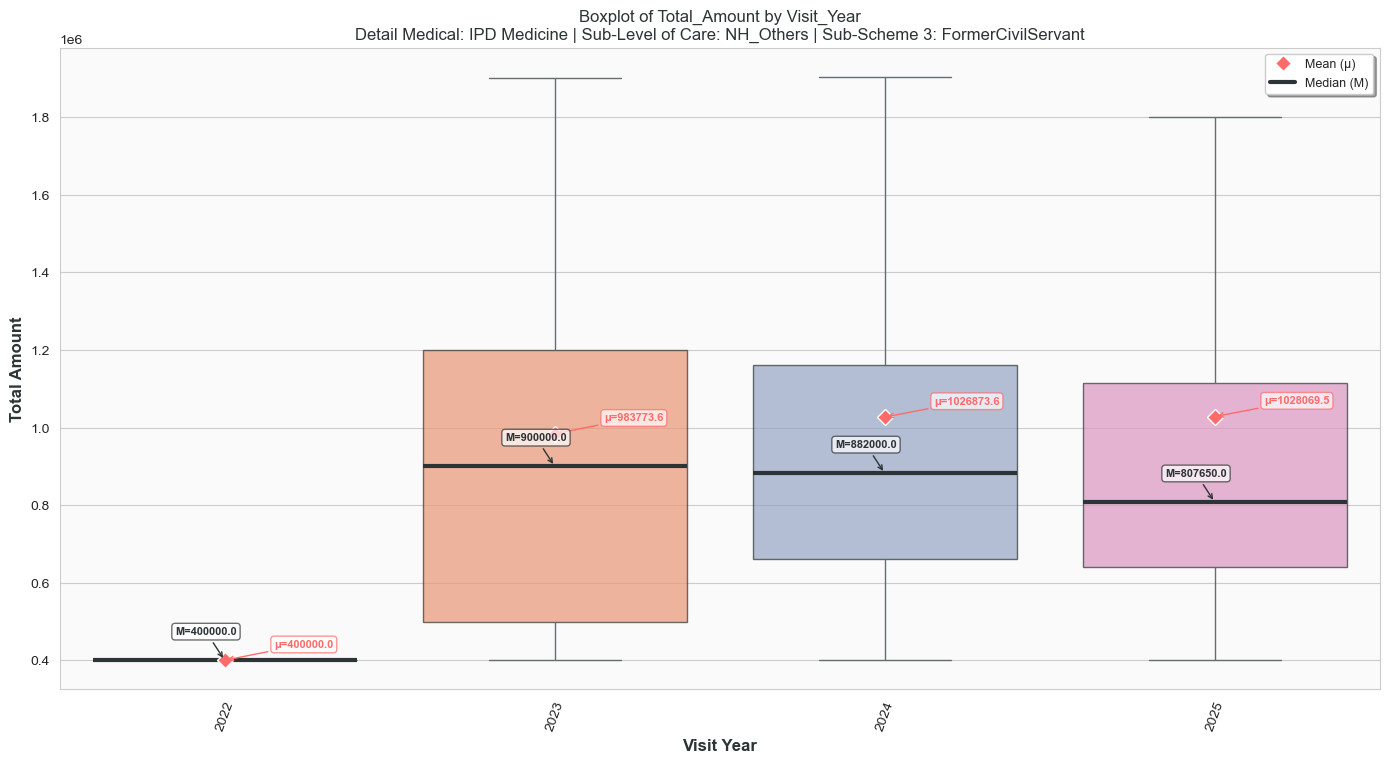 Boxplot of Total_Amount by Visit_Year
Detail Medical: IPD Medicine | Sub-Level of Care: NH_Others | Sub-Scheme 3: FormerCivilServant
1e6
Mean (μ)
Median (M)
1.8
1.6
1.4
1.2
1.0
0.8
0.6
0.4
Total Amount
M=400000.0
μ=400000.0
μ=983773.6
M=900000.0
μ=1026873.6
M=882000.0
μ=1028069.5
M=807650.0
2022
2023
2024
2025
Visit Year